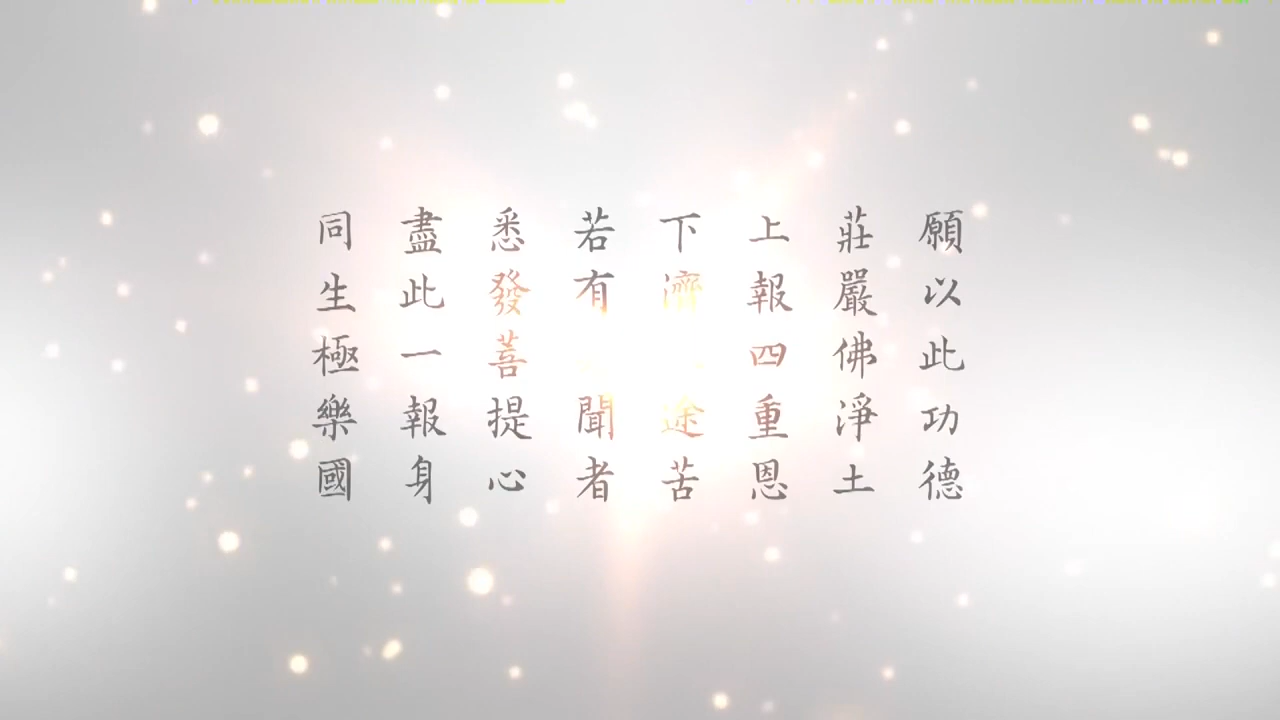 願以此功德
莊嚴佛淨土
上報四重恩
下濟途苦
若有聞者
悉發菩提心
盡此一報身
同生極樂國